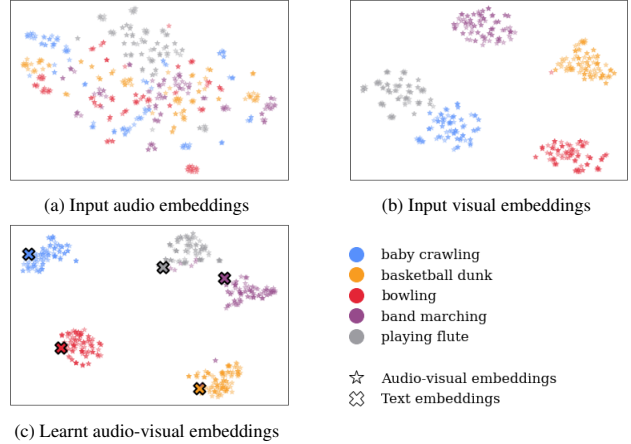 (a) Input audio embeddings
(b) Input visual embeddings
baby crawling
basketball dunk
bowling
band marching
playing flute
Audio-visual embeddings
Text embeddings
(c) Learnt audio-visual embeddings